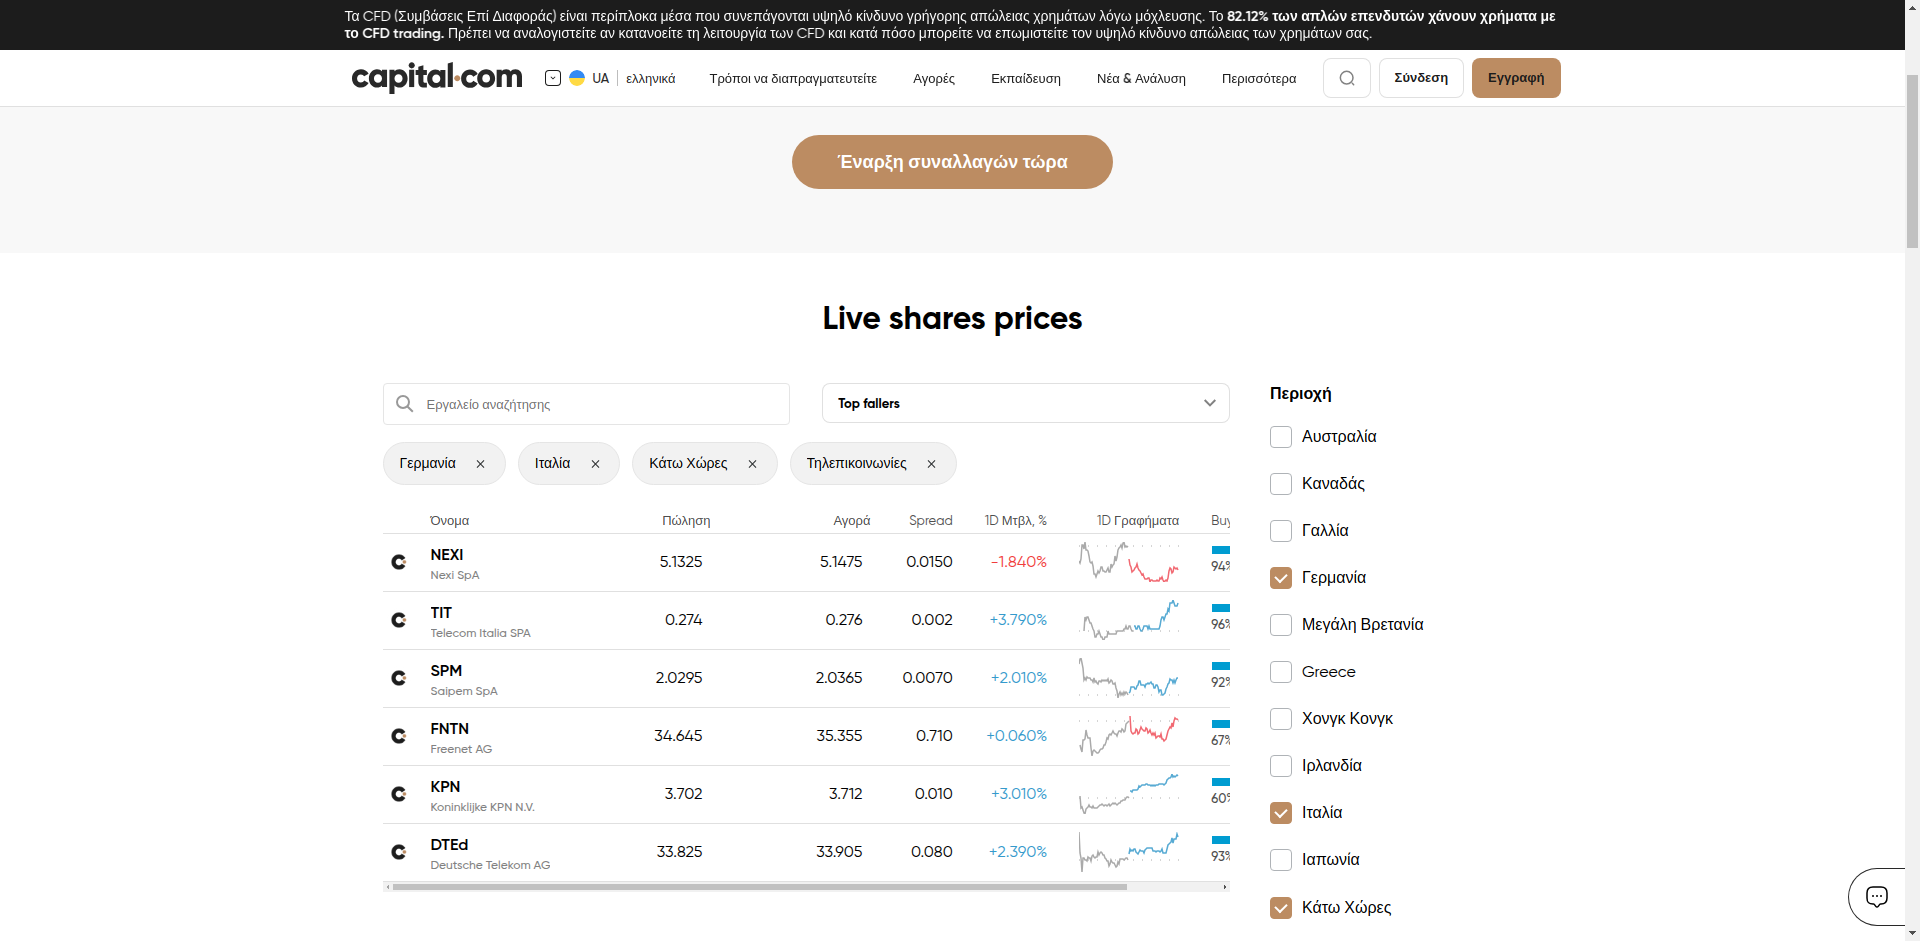 Τα CFD (Συμβάσεις Επί Διαφοράς) είναι περίπλοκα μέσα που συνεπάγονται υψηλό κίνδυνο γρήγορης απώλειας χρημάτων λόγω μόχλευσης. Το 82.12% των απλών επενδυτών χάνουν χρήματα με
το CFD trading. Πρέπει να αναλογιστείτε αν κατανοείτε τη λειτουργία των CFD και κατά πόσο μπορείτε να επωμιστείτε τον υψηλό κίνδυνο απώλειας των χρημάτων σας.
capital.com UA ελληνικά Τρόποι να διαπραγματευτείτε Αγορές Εκπαίδευση Νέα & Ανάλυση Περισσότερα Σύνδεση Εγγραφή
Έναρξη συναλλαγών τώρα
Live shares prices
Εργαλείο αναζήτησης Top fallers
Γερμανία Ιταλία Κάτω Χώρες Τηλεπικοινωνίες
Όνομα Πώληση Αγορά Spread 1D Μτβλ, % 1D Γραφήματα Buy
NEXI 5.1325 5.1475 0.0150 -1.840% 94%
Nexi SpA
TIT 0.274 0.276 0.002 +3.790% 96%
Telecom Italia SPA
SPM 2.0295 2.0365 0.0070 +2.010% 92%
Saipem SpA
FNTN 34.645 35.355 0.710 +0.060% 67%
Freenet AG
KPN 3.702 3.712 0.010 +3.010% 60%
Koninklijke KPN N.V.
DTEd 33.825 33.905 0.080 +2.390% 93%
Deutsche Telekom AG
Περιοχή
Αυστραλία
Καναδάς
Γαλλία
Γερμανία
Μεγάλη Βρετανία
Greece
Χονγκ Κονγκ
Ιρλανδία
Ιταλία
Ιαπωνία
Κάτω Χώρες